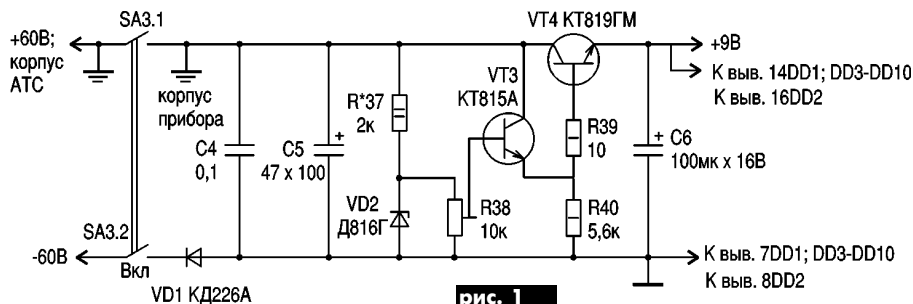 SA3.1
VT4 КТ819ГМ
+60В;
корпус
АТС
корпус
прибора
C4
0,1
C5
+
47 x 100
R*37
2к
VT3
КТ815А
R39
10
+
C6
100мк x 16В
+9В
К выв. 14DD1; DD3-DD10
К выв. 16DD2
VD2
Д816Г
R38
10к
R40
5,6к
SA3.2
-60В
Вкл
VD1 КД226А
К выв. 7DD1; DD3-DD10
К выв. 8DD2
рис. 1